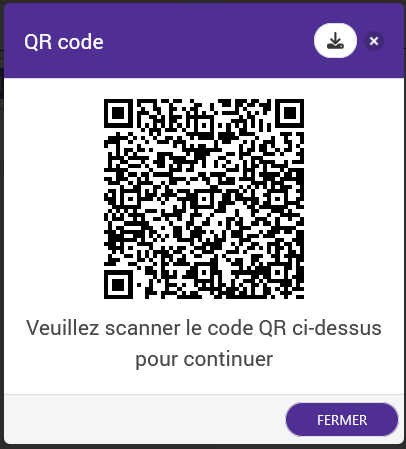 QR code
Veuillez scanner le code QR ci-dessus
pour continuer
FERMER